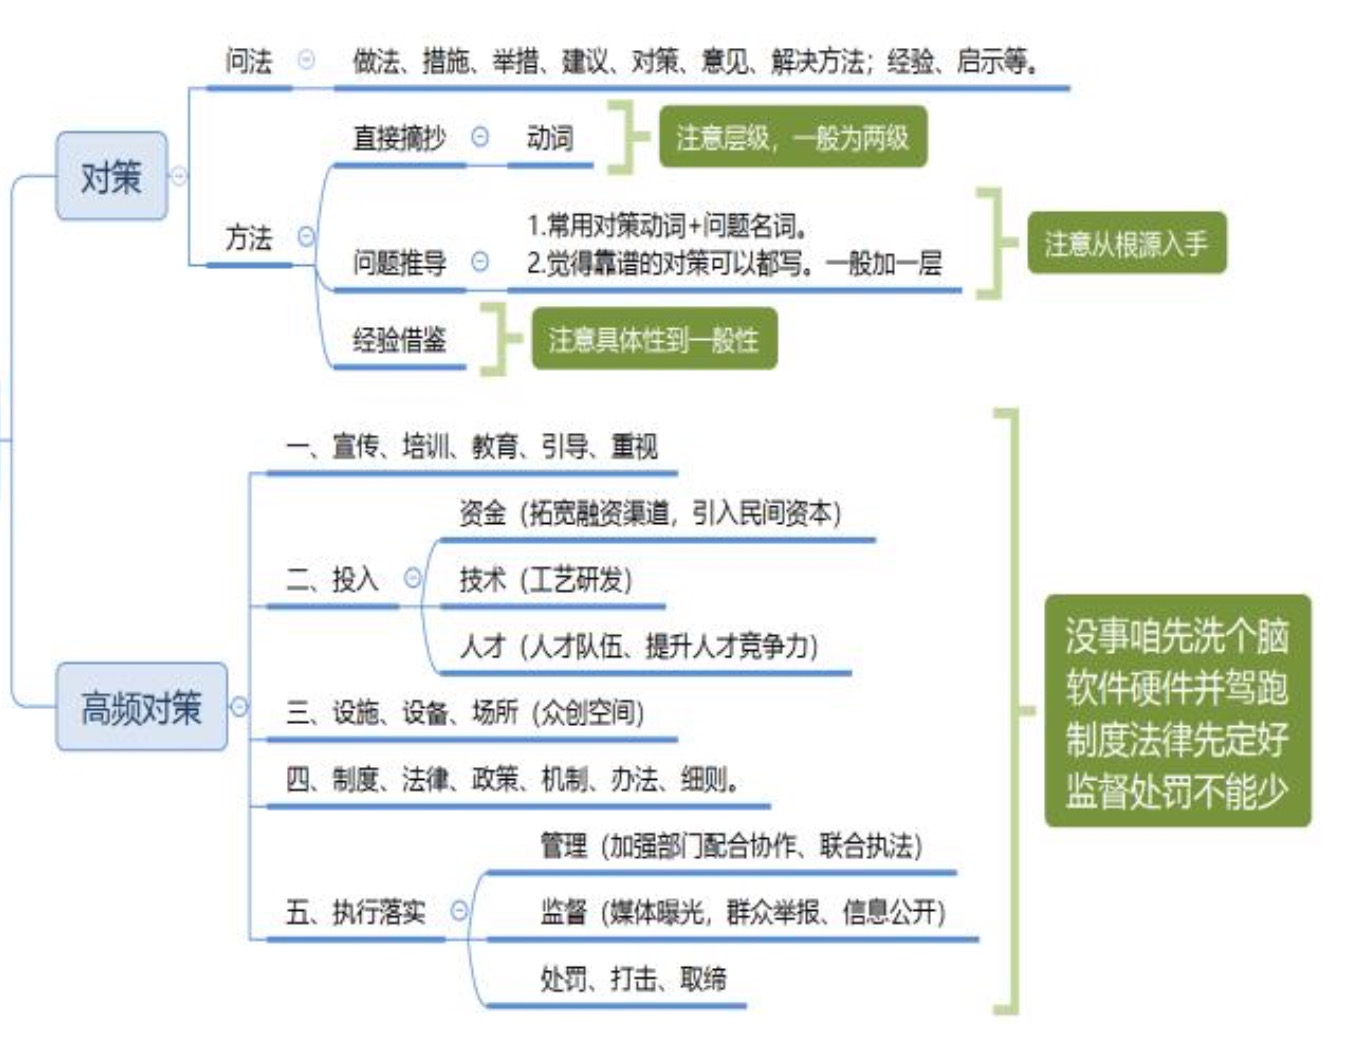 对策
问法
做法、措施、举措、建议、对策、意见、解决方法；经验、启示等。
方法
直接摘抄
动词
注意层级，一般为两级
问题推导
1.常用对策动词+问题名词。
2.觉得靠谱的对策可以都写。一般加一层
注意从根源入手
经验借鉴
注意具体性到一般性
高频对策
一、宣传、培训、教育、引导、重视
二、投入
资金（拓宽融资渠道，引入民间资本）
技术（工艺研发）
人才（人才队伍、提升人才竞争力）
三、设施、设备、场所（众创空间）
四、制度、法律、政策、机制、办法、细则。
五、执行落实
管理（加强部门配合协作、联合执法）
监督（媒体曝光，群众举报、信息公开）
处罚、打击、取缔
没事咱先洗个脑
软件硬件并驾跑
制度法律先定好
监督处罚不能少